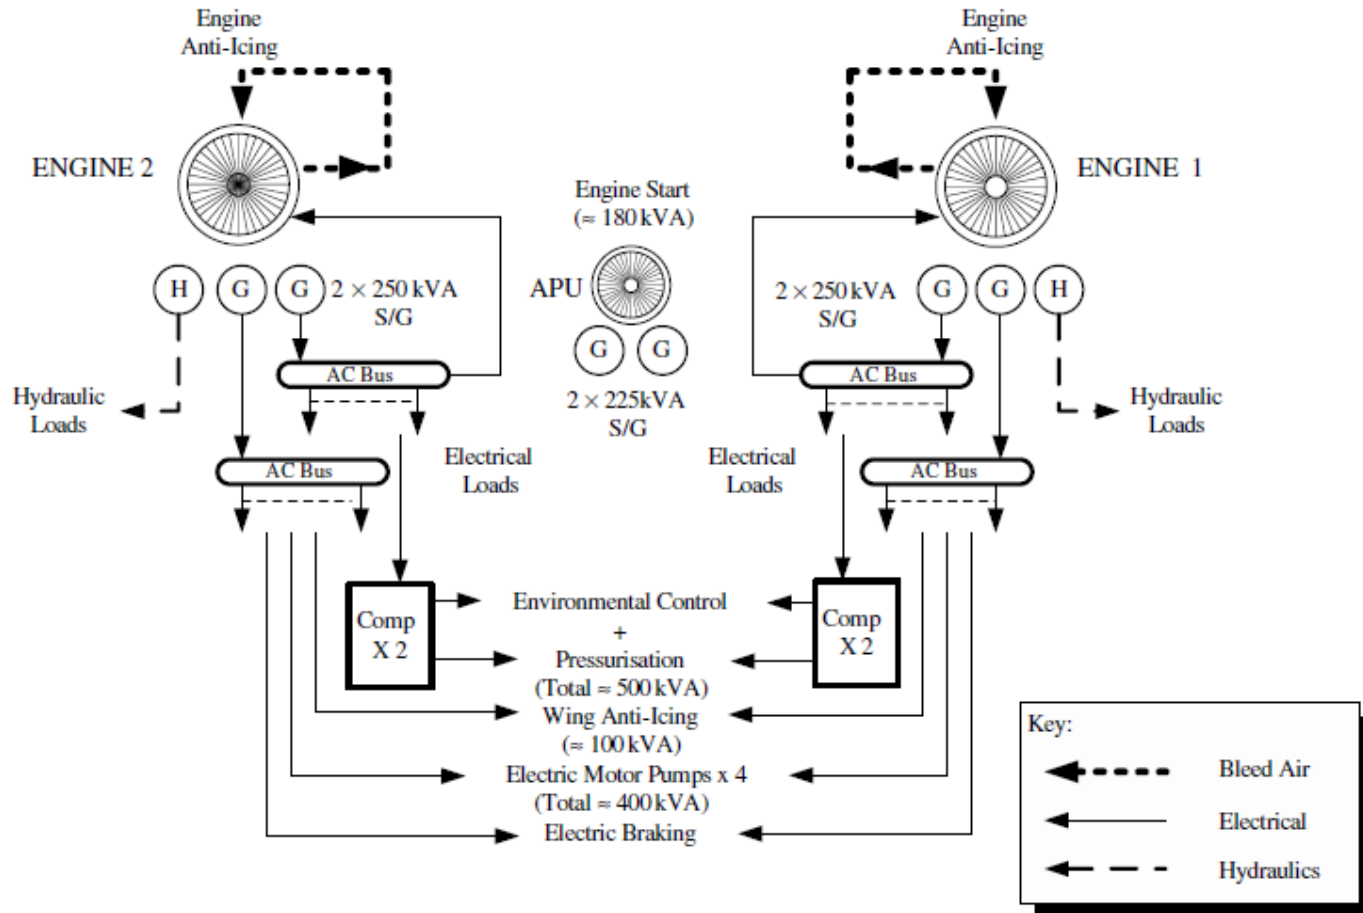 Engine
Anti-Icing
Engine
Anti-Icing
ENGINE 2
ENGINE 1
Engine Start
(≈ 180 kVA)
APU
H
G
G
2 × 250 kVA
S/G
G
G
2 × 225kVA
S/G
2 × 250 kVA
S/G
G
G
H
AC Bus
AC Bus
Hydraulic
Loads
Hydraulic
Loads
Electrical
Loads
Electrical
Loads
AC Bus
AC Bus
Comp
X 2
Comp
X 2
Environmental Control
+
Pressurisation
(Total ≈ 500 kVA)
Wing Anti-Icing
(≈ 100 kVA)
Electric Motor Pumps x 4
(Total ≈ 400 kVA)
Electric Braking
Key:
Bleed Air
Electrical
Hydraulics